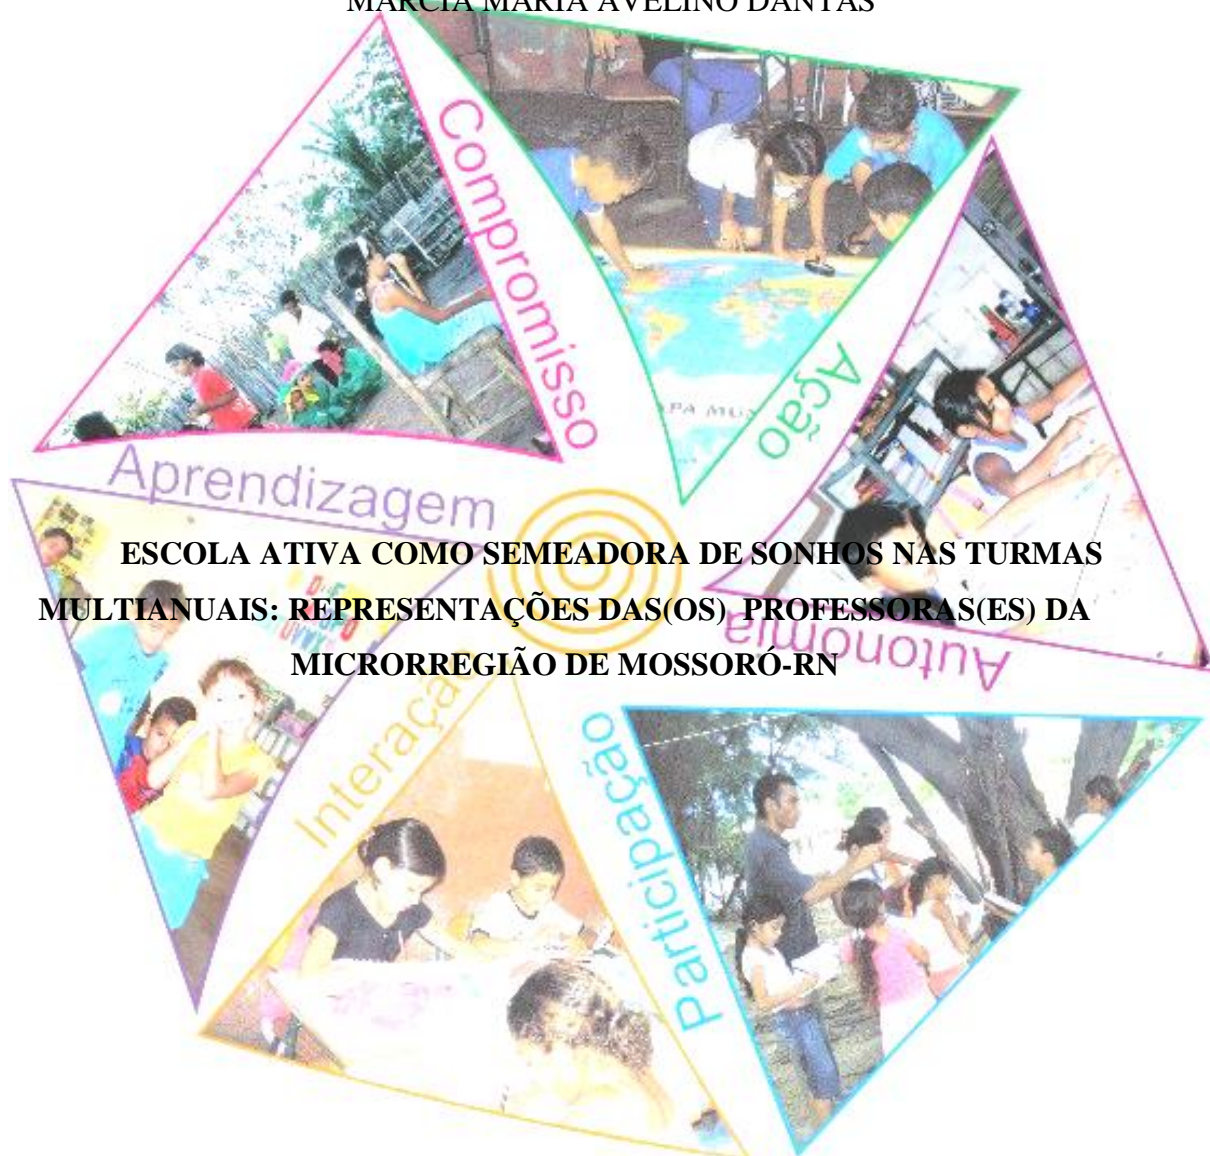 MÁRCIA MARIA AVELINO DANTAS
Compromisso
Ação
Aprendizagem
ESCOLA ATIVA COMO SEMEADORA DE SONHOS NAS TURMAS
MULTIANUAIS: REPRESENTAÇÕES DAS(OS) PROFESSORAS(ES) DA
MICRORREGIÃO DE MOSSORÓ-RN
Autonomia
Interação
Participação